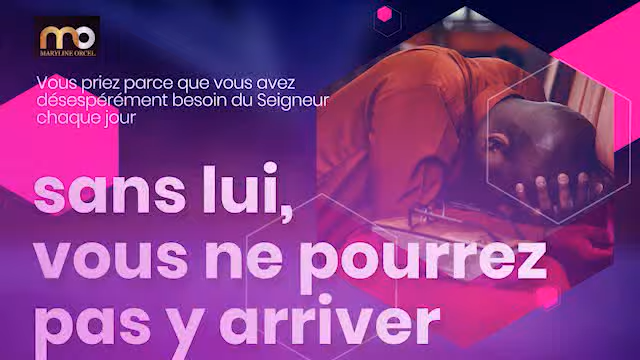 mo
MARYLINE ORCEL
Vous priez parce que vous avez
désespérément besoin du Seigneur
chaque jour
sans lui,
vous ne pourrez
pas y arriver